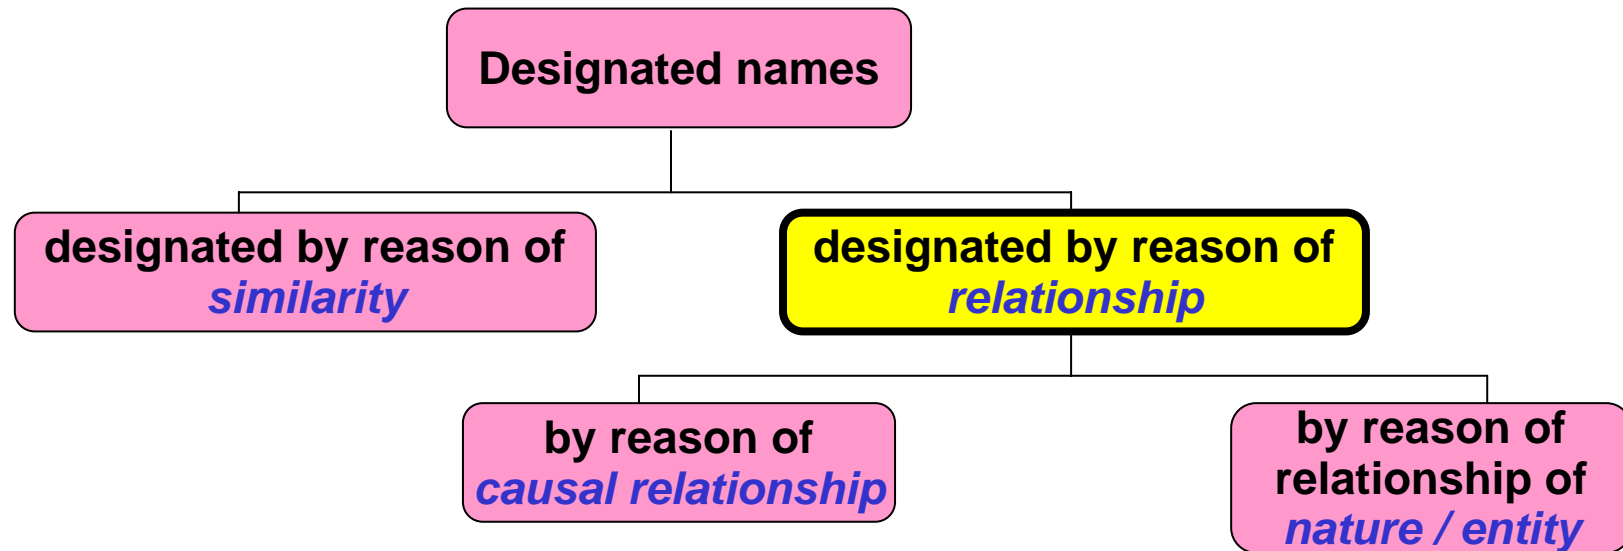 Designated names
designated by reason of
similarity
designated by reason of
relationship
by reason of
causal relationship
by reason of
relationship of
nature / entity